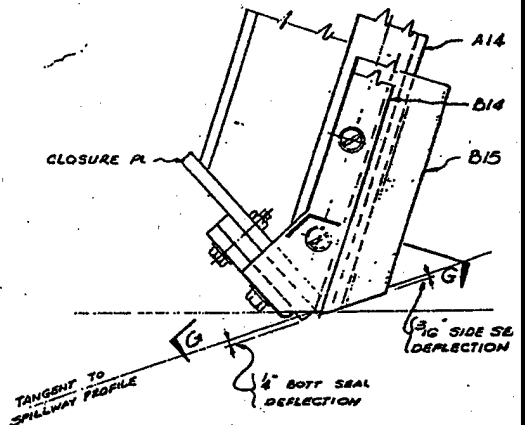 A14
B14
B15
CLOSURE PL
G
G
3/16" SIDE SE
DEFLECTION
1/4" BOTT SEAL
DEFLECTION
TANGENT TO
SPILLWAY PROFILE